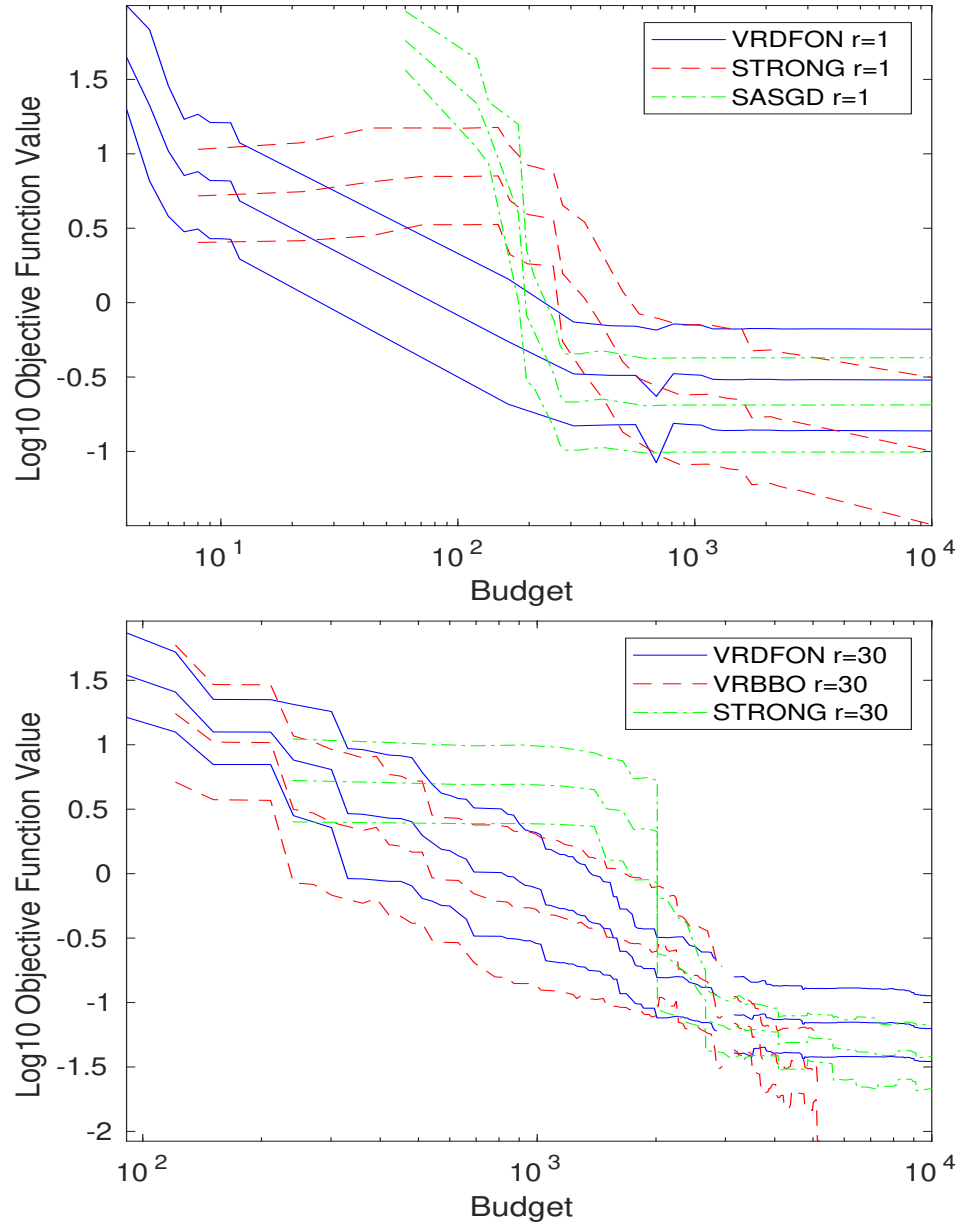 1.5
1
0.5
0
-0.5
-1
Log10 Objective Function Value
VRDFON r=1
STRONG r=1
SASGD r=1
10^1
10^2
10^3
10^4
Budget
1.5
1
0.5
0
-0.5
-1
-1.5
-2
Log10 Objective Function Value
VRDFON r=30
VRBBO r=30
STRONG r=30
10^2
10^3
10^4
Budget